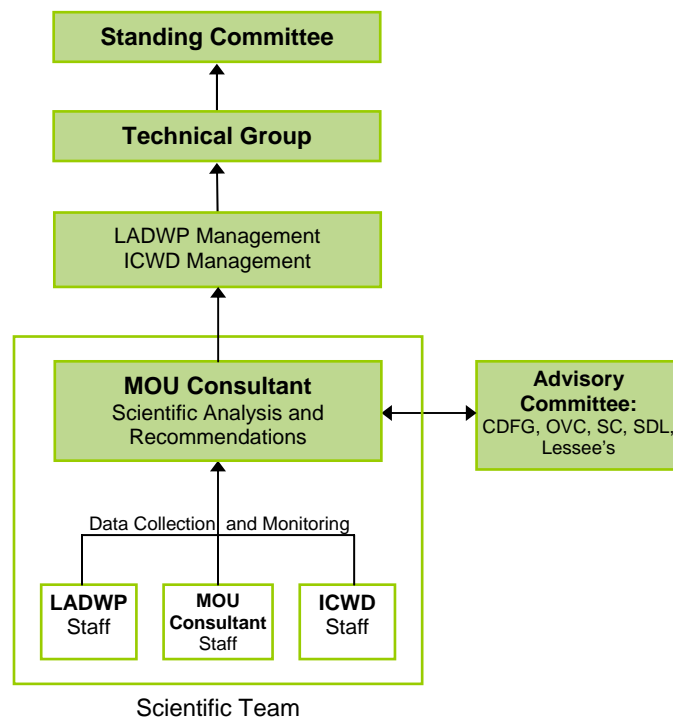 Standing Committee
Technical Group
LADWP Management
ICWD Management
MOU Consultant
Scientific Analysis and
Recommendations
Advisory
Committee:
CDFG, OVC, SC, SDL,
Lessee's
Data Collection and Monitoring
LADWP
Staff
MOU
Consultant
Staff
ICWD
Staff
Scientific Team